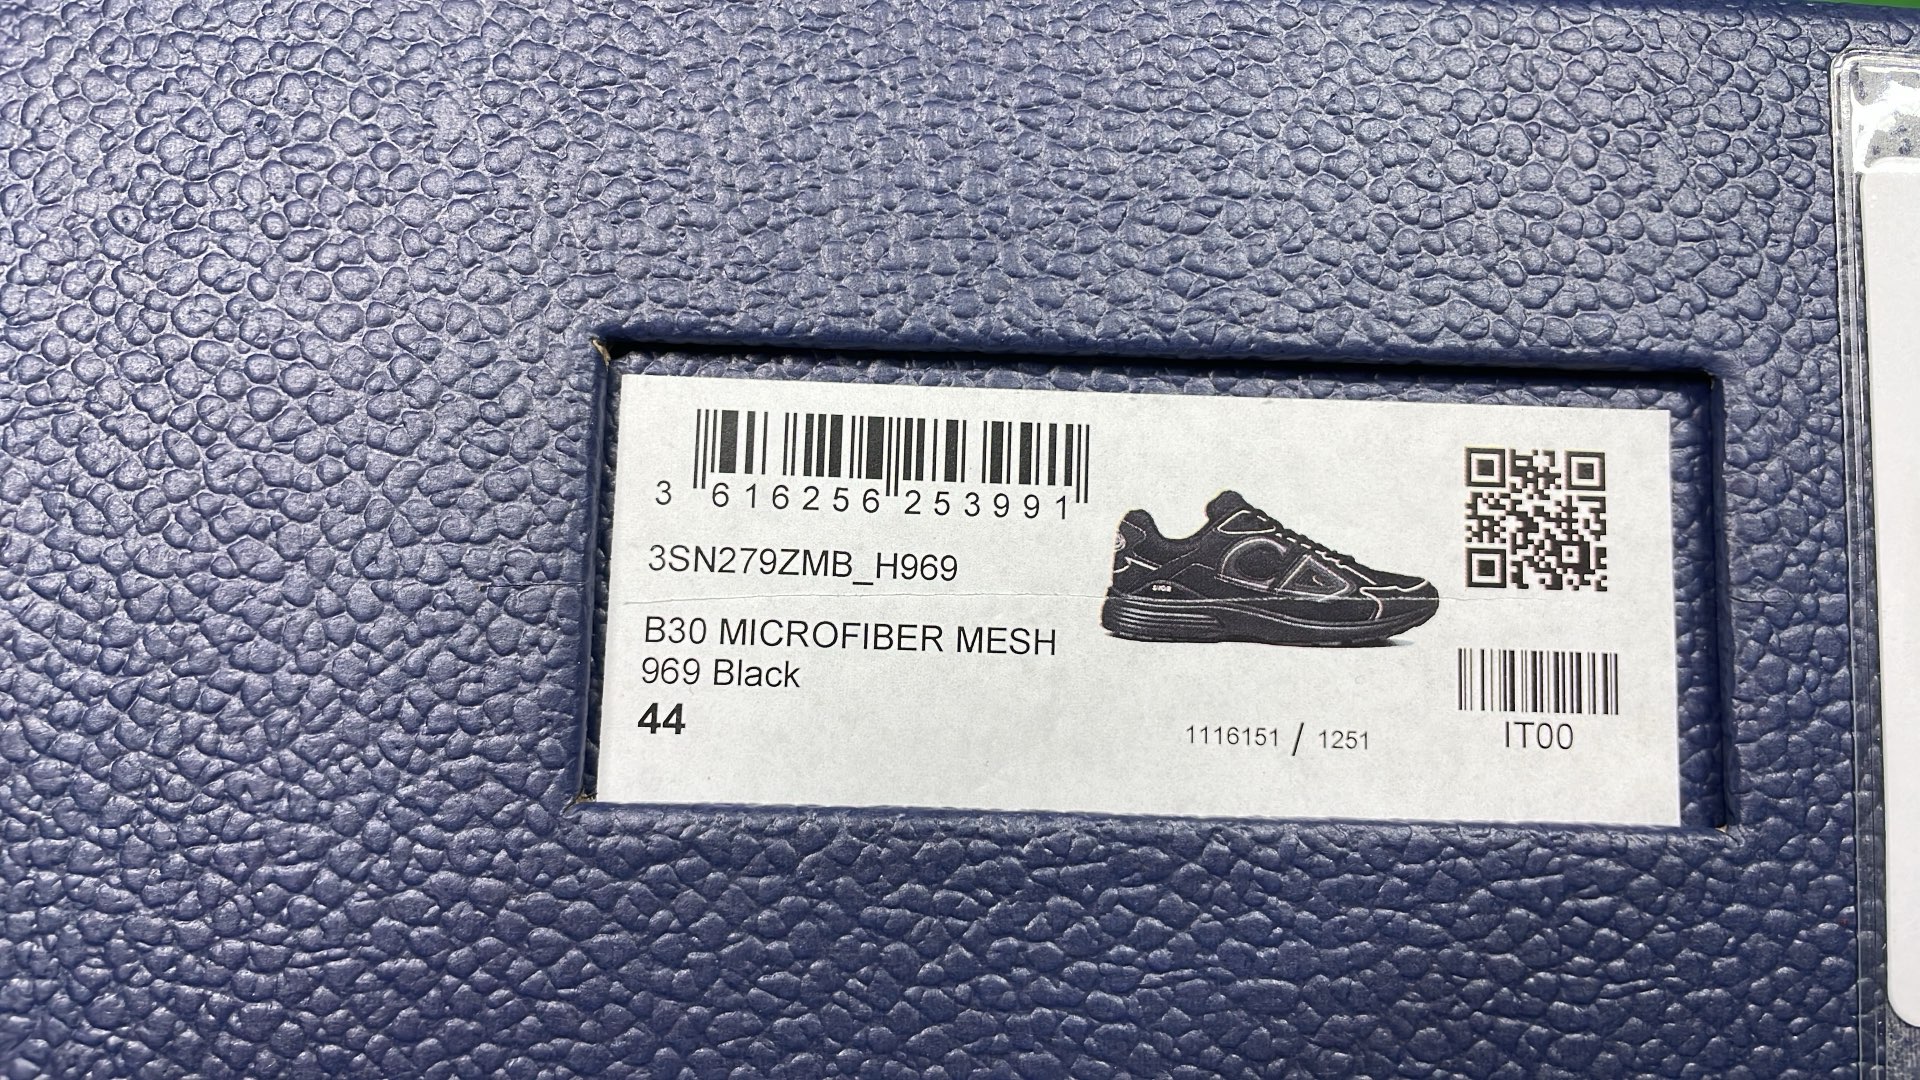 3 616256 253991
3SN279ZMB_H969
B30 MICROFIBER MESH
969 Black
44
1116151 / 1251
IT00